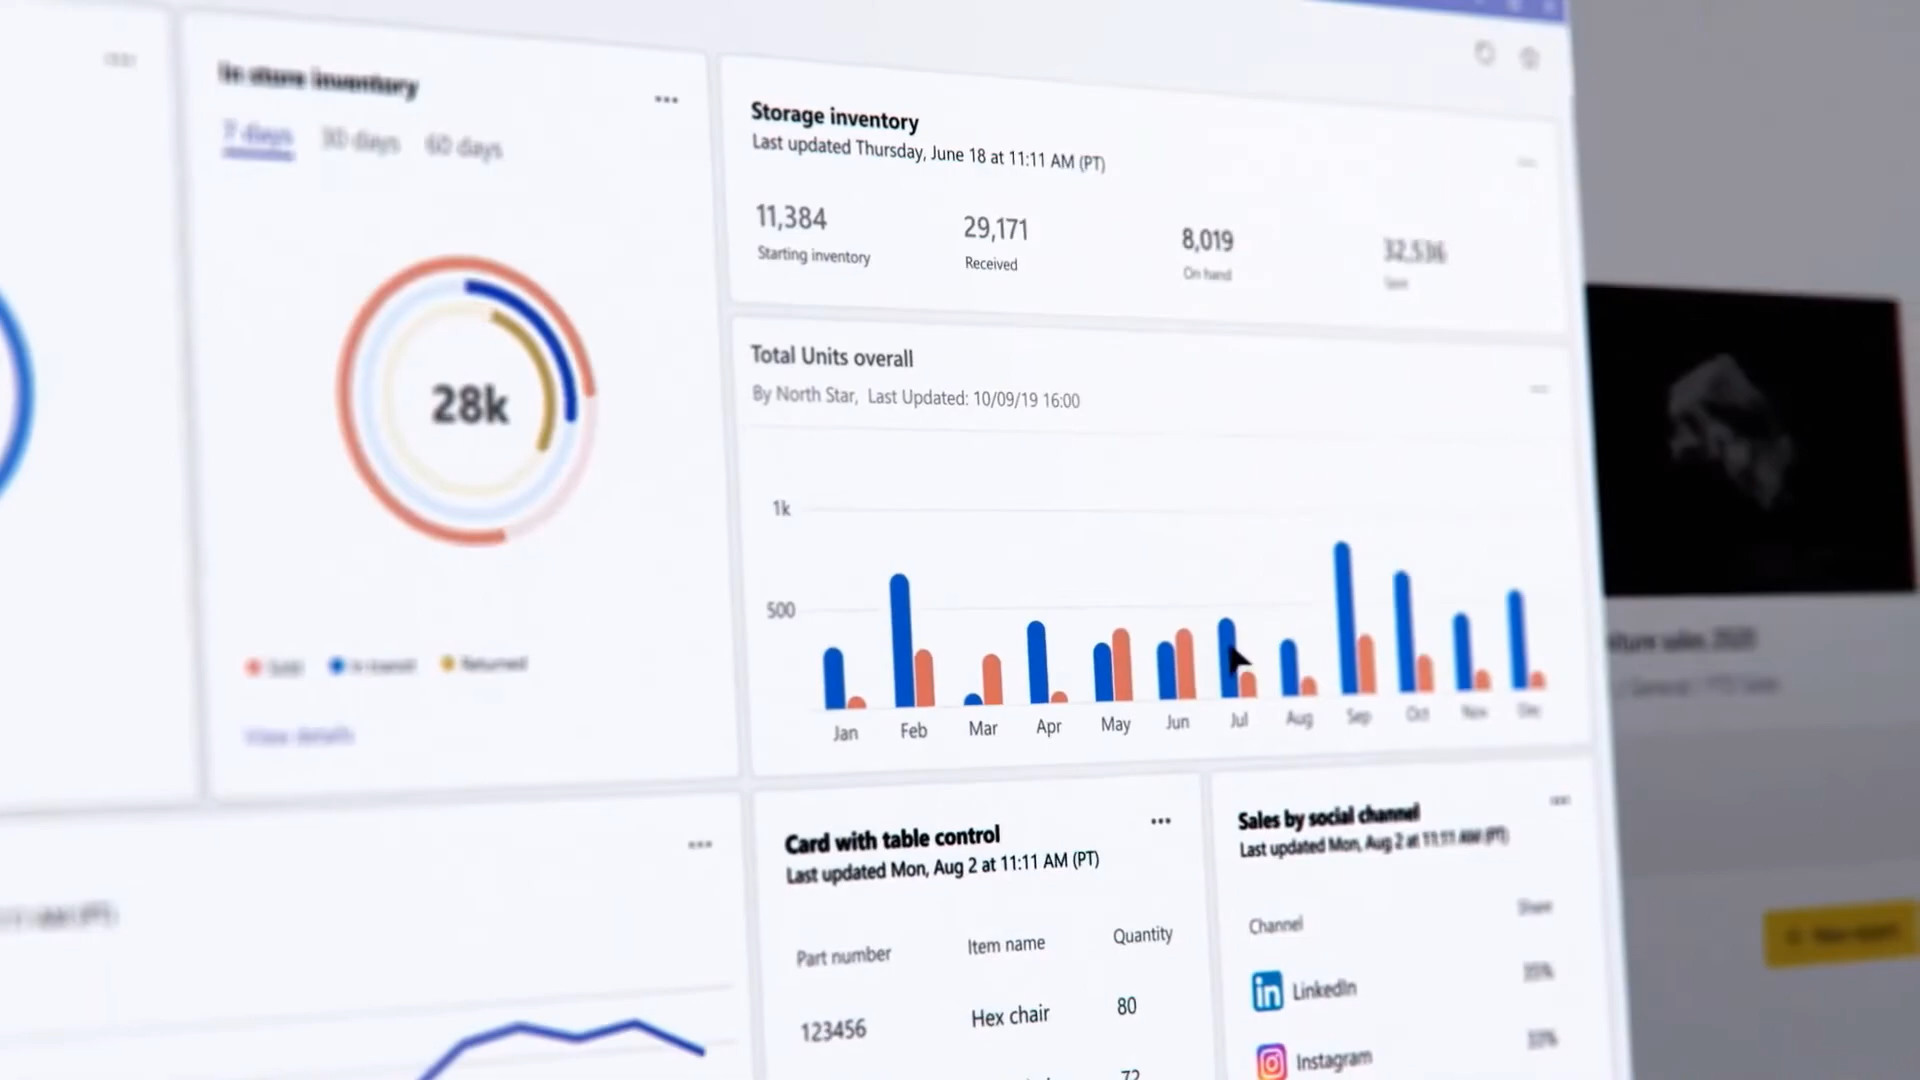 In store inventory
7 days 30 days 60 days
28k
Sold In transit Returned
View details
Storage inventory
Last updated Thursday, June 18 at 11:11 AM (PT)
11,384 29,171 8,019 32,536
Starting inventory Received On hand
Total Units overall
By North Star, Last Updated: 10/09/19 16:00
1k
500
Jan Feb Mar Apr May Jun Jul Aug Sep Oct Nov Dec
Card with table control
Last updated Mon, Aug 2 at 11:11 AM (PT)
Part number Item name Quantity
123456 Hex chair 80
72
Sales by social channel
Last updated Mon, Aug 2 at 11:11 AM (PT)
Channel Share
in LinkedIn
Instagram
sales 2020